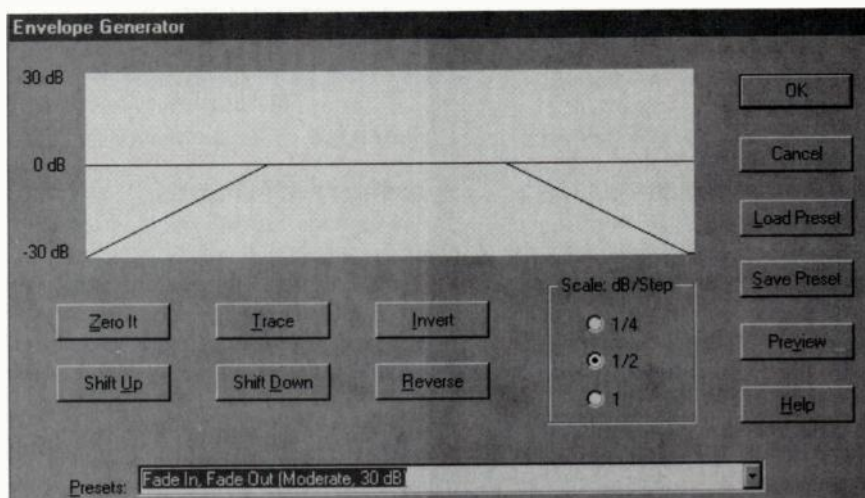 Envelope Generator
30 dB
0 dB
-30 dB
OK
Cancel
Load Preset
Save Preset
Preview
Help
Zero It
Trace
Invert
Shift Up
Shift Down
Reverse
Scale: dB/Step
1/4
1/2
1
Presets:
Fade In, Fade Out (Moderate, 30 dB)